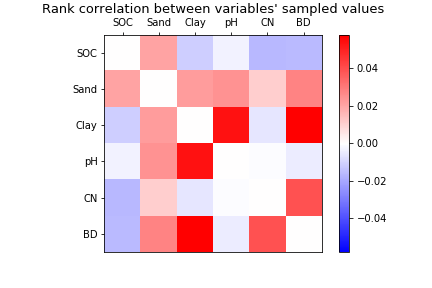 Rank correlation between variables' sampled values
SOC Sand Clay pH CN BD
SOC
Sand
Clay
pH
CN
BD
0.04
0.02
0.00
−0.02
−0.04